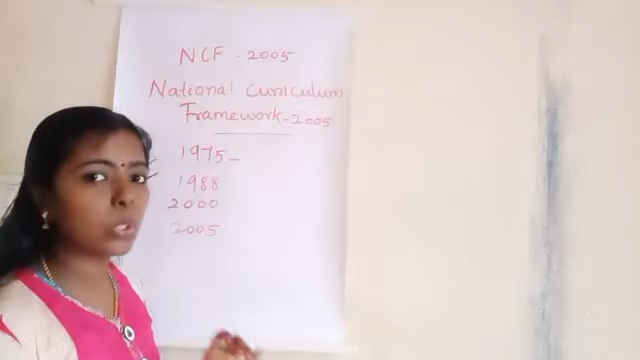 NCF - 2005
National Curriculum
Framework-2005
1975-
1988
2000
2005